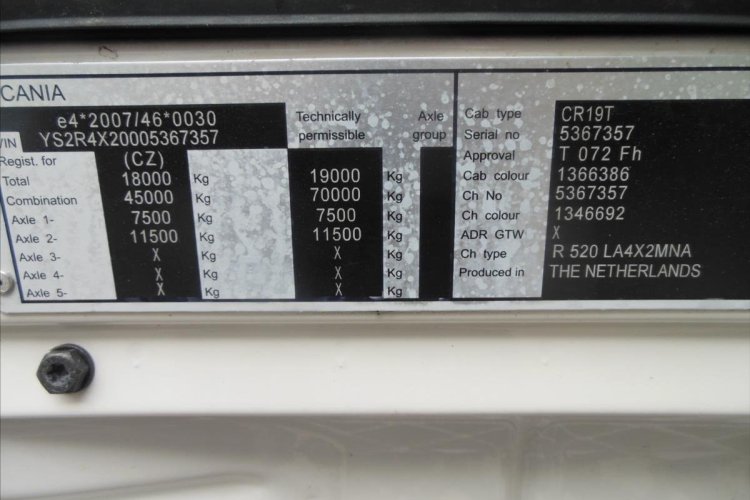 CANIA
e4*2007/46*0030
VIN YS2R4X20005367357
Technically permissible Axle group
Regist. for (CZ)
Total 18000 Kg 19000 Kg
Combination 45000 Kg 70000 Kg
Axle 1- 7500 Kg 7500 Kg
Axle 2- 11500 Kg 11500 Kg
Axle 3- X Kg X Kg
Axle 4- X Kg X Kg
Axle 5- X Kg X Kg
Cab type CR19T
Serial no 5367357
Approval T 072 Fh
Cab colour 1366386
Ch No 5367357
Ch colour 1346692
ADR GTW X
Ch type R 520 LA4X2MNA
Produced in THE NETHERLANDS